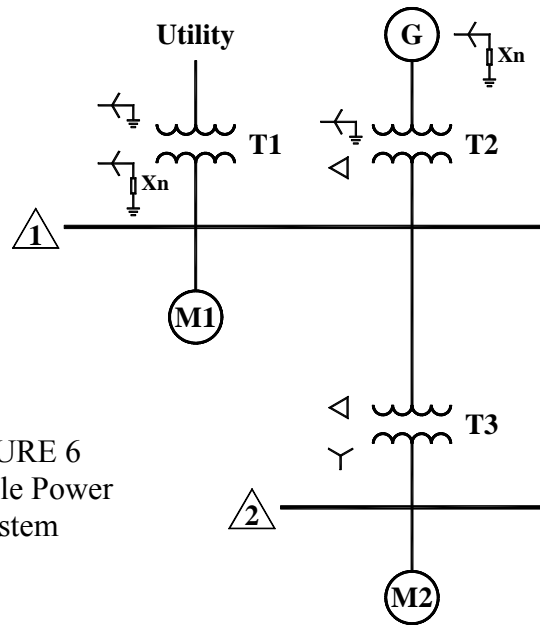 Utility
G
Xn
T1
T2
Xn
1
M1
T3
URE 6
le Power
stem
2
M2